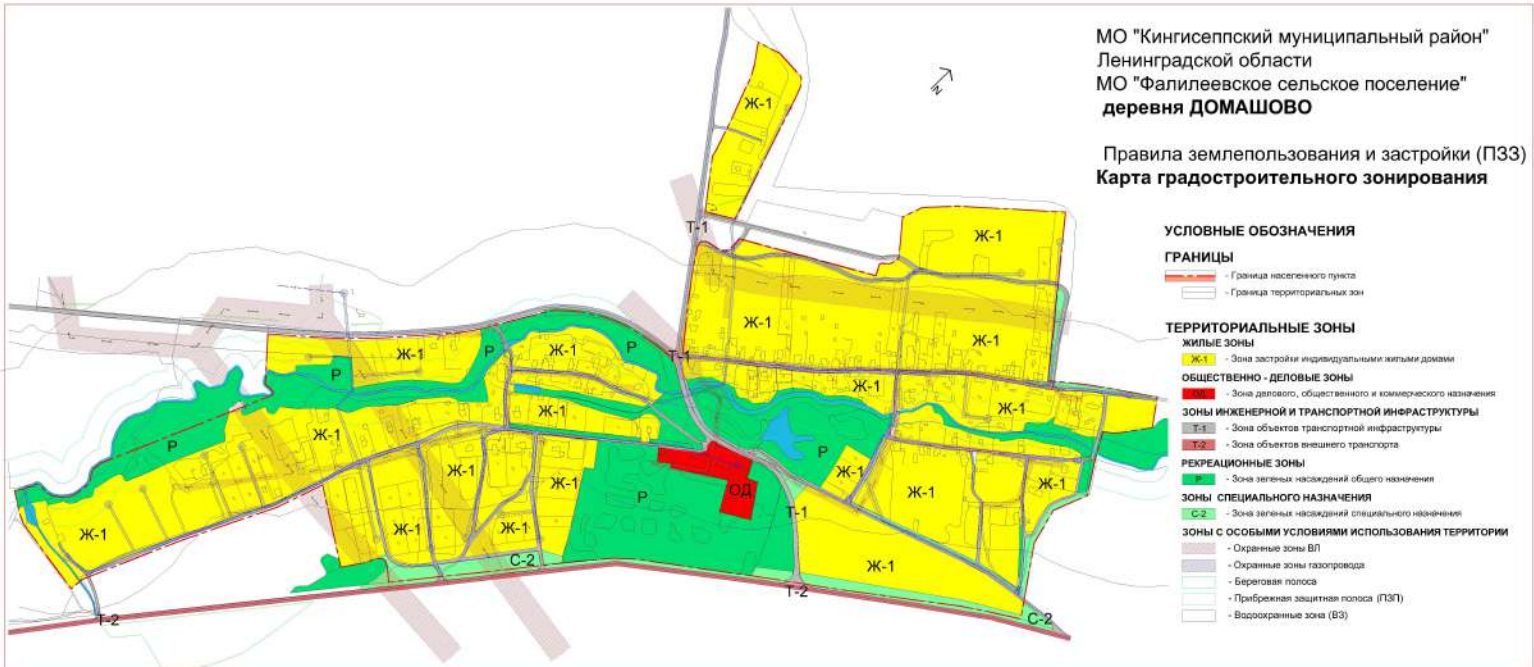 МО "Кингисеппский муниципальный район"
Ленинградской области
МО "Фалилеевское сельское поселение"
деревня ДОМАШОВО
Правила землепользования и застройки (ПЗЗ)
Карта градостроительного зонирования
УСЛОВНЫЕ ОБОЗНАЧЕНИЯ
ГРАНИЦЫ
- Граница населенного пункта
- Граница территориальных зон
ТЕРРИТОРИАЛЬНЫЕ ЗОНЫ
ЖИЛЫЕ ЗОНЫ
Ж-1 - Зона застройки индивидуальными жилыми домами
ОБЩЕСТВЕННО - ДЕЛОВЫЕ ЗОНЫ
ОД - Зона делового, общественного и коммерческого назначения
ЗОНЫ ИНЖЕНЕРНОЙ И ТРАНСПОРТНОЙ ИНФРАСТРУКТУРЫ
Т-1 - Зона объектов транспортной инфраструктуры
Т-2 - Зона объектов внешнего транспорта
РЕКРЕАЦИОННЫЕ ЗОНЫ
Р - Зона зеленых насаждений общего назначения
ЗОНЫ СПЕЦИАЛЬНОГО НАЗНАЧЕНИЯ
С-2 - Зона зеленых насаждений специального назначения
ЗОНЫ С ОСОБЫМИ УСЛОВИЯМИ ИСПОЛЬЗОВАНИЯ ТЕРРИТОРИИ
- Охранные зоны ВЛ
- Охранные зоны газопровода
- Береговая полоса
- Прибрежная защитная полоса (ПЗП)
- Водоохранные зона (ВЗ)
N
Ж-1
Т-1
Ж-1
Ж-1
Ж-1
Ж-1
Р
Ж-1
Р
Т-1
Р
Ж-1
Ж-1
Ж-1
Р
Ж-1
Р
Ж-1
Ж-1
Ж-1
Р
ОД
Ж-1
Ж-1
Т-1
Ж-1
Ж-1
Ж-1
С-2
Ж-1
Т-2
Т-2
С-2